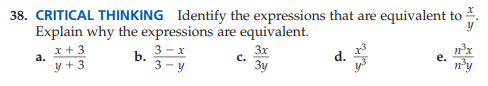 38. CRITICAL THINKING Identify the expressions that are equivalent to x/y.
Explain why the expressions are equivalent.
a. (x + 3)/(y + 3) b. (3 − x)/(3 − y) c. 3x/3y d. x³/y³ e. n³x/n³y